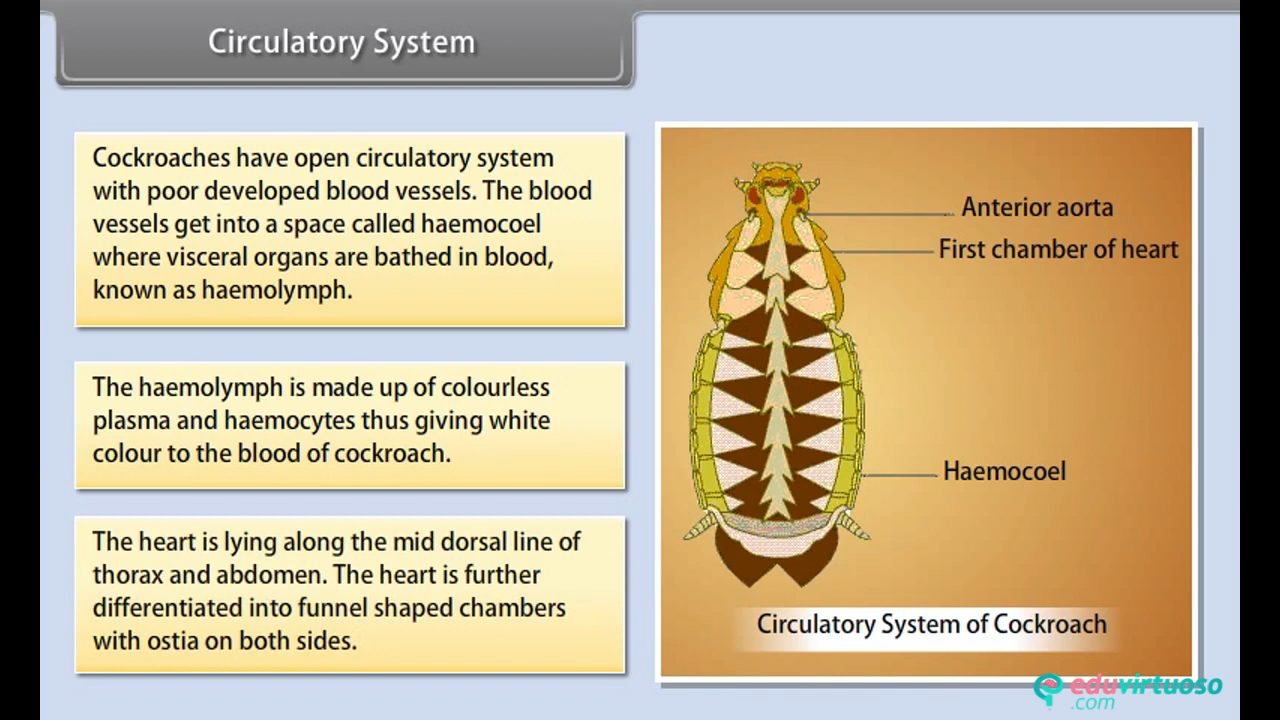 Circulatory System
Cockroaches have open circulatory system
with poor developed blood vessels. The blood
vessels get into a space called haemocoel
where visceral organs are bathed in blood,
known as haemolymph.
The haemolymph is made up of colourless
plasma and haemocytes thus giving white
colour to the blood of cockroach.
The heart is lying along the mid dorsal line of
thorax and abdomen. The heart is further
differentiated into funnel shaped chambers
with ostia on both sides.
Anterior aorta
First chamber of heart
Haemocoel
Circulatory System of Cockroach
eduvirtuoso
.com